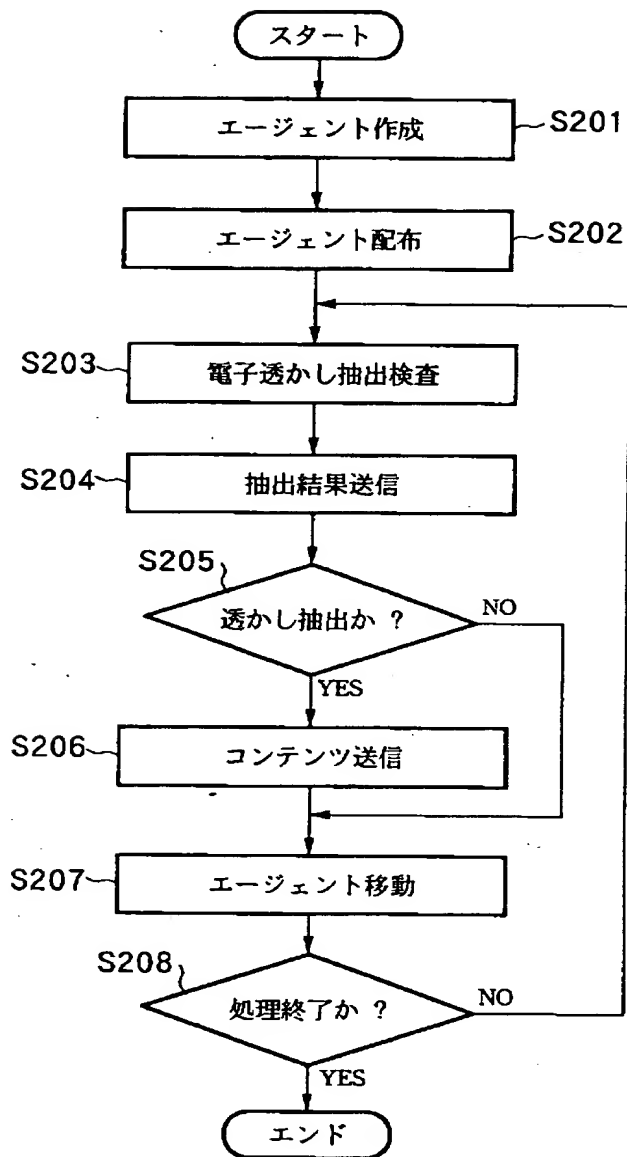 スタート
エージェント作成
S201
エージェント配布
S202
S203
電子透かし抽出検査
S204
抽出結果送信
S205
透かし抽出か ?
NO
YES
S206
コンテンツ送信
S207
エージェント移動
S208
処理終了か ?
NO
YES
エンド